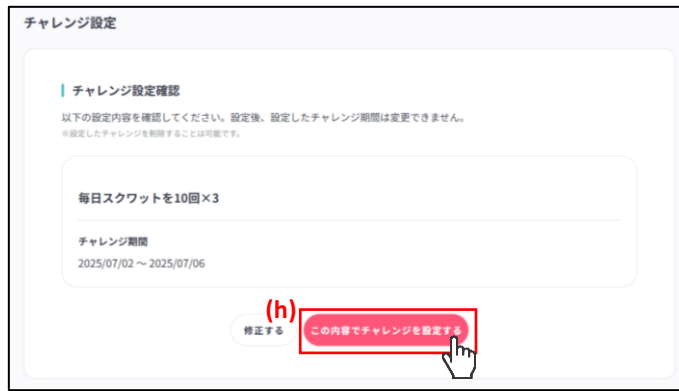 チャレンジ設定
チャレンジ設定確認
以下の設定内容を確認してください。設定後、設定したチャレンジ期間は変更できません。
※設定したチャレンジを削除することは可能です。
毎日スクワットを10回×3
チャレンジ期間
2025/07/02 ～ 2025/07/06
(h)
修正する
この内容でチャレンジを設定する